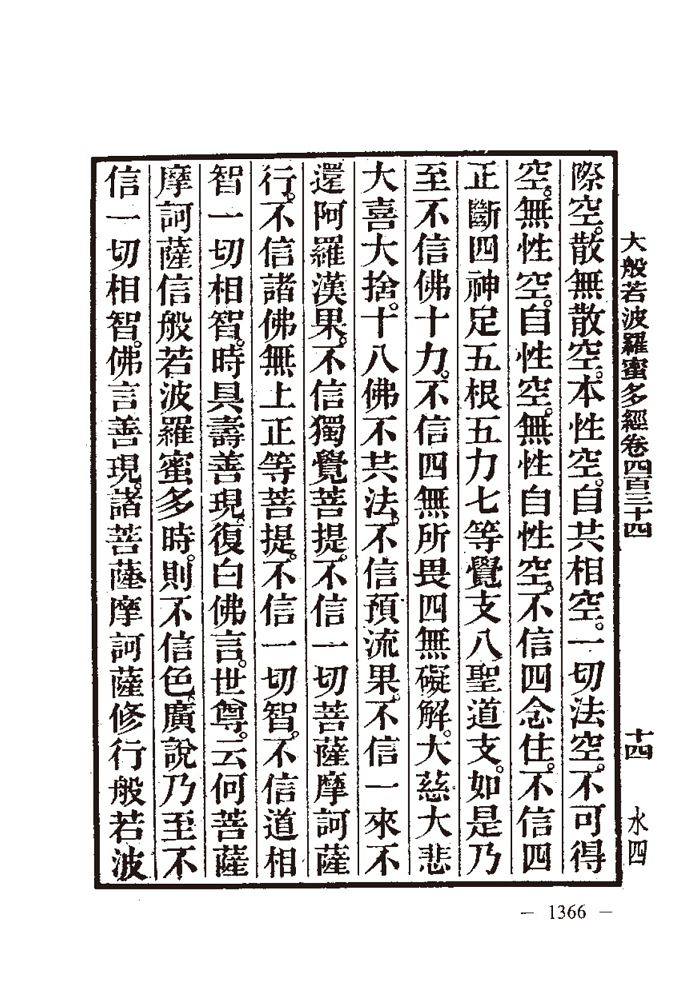 大般若波羅蜜多經卷四百三十四 十四 水四
際空。散無散空。本性空。自共相空。一切法空。不可得
空。無性空。自性空。無性自性空。不信四念住。不信四
正斷四神足五根五力七等覺支八聖道支。如是乃
至不信佛十力。不信四無所畏四無礙解。大慈大悲
大喜大捨。十八佛不共法。不信預流果。不信一來不
還阿羅漢果。不信獨覺菩提。不信一切菩薩摩訶薩
行。不信諸佛無上正等菩提。不信一切智。不信道相
智一切相智。時具壽善現。復白佛言。世尊。云何菩薩
摩訶薩信般若波羅蜜多時。則不信色。廣說乃至不
信一切相智。佛言善現。諸菩薩摩訶薩修行般若波
— 1366 —